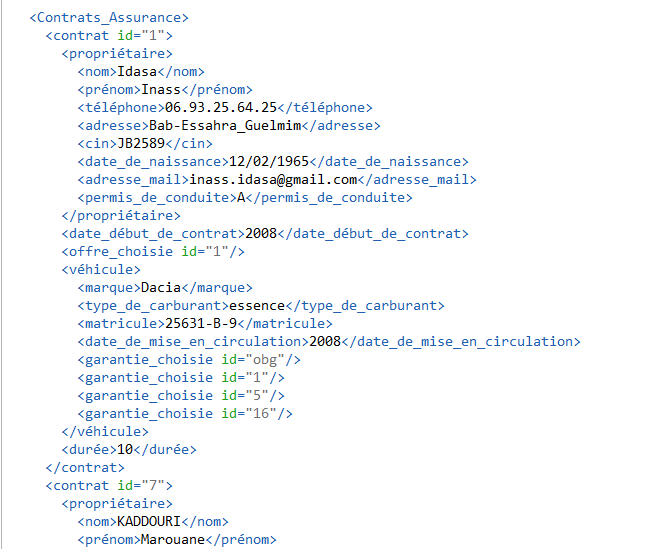 <Contrats_Assurance>
<contrat id="1">
<propriétaire>
<nom>Idasa</nom>
<prénom>Inass</prénom>
<téléphone>06.93.25.64.25</téléphone>
<adresse>Bab-Essahra_Guelmim</adresse>
<cin>JB2589</cin>
<date_de_naissance>12/02/1965</date_de_naissance>
<adresse_mail>inass.idasa@gmail.com</adresse_mail>
<permis_de_conduite>A</permis_de_conduite>
</propriétaire>
<date_début_de_contrat>2008</date_début_de_contrat>
<offre_choisie id="1"/>
<véhicule>
<marque>Dacia</marque>
<type_de_carburant>essence</type_de_carburant>
<matricule>25631-B-9</matricule>
<date_de_mise_en_circulation>2008</date_de_mise_en_circulation>
<garantie_choisie id="obg"/>
<garantie_choisie id="1"/>
<garantie_choisie id="5"/>
<garantie_choisie id="16"/>
</véhicule>
<durée>10</durée>
</contrat>
<contrat id="7">
<propriétaire>
<nom>KADDOURI</nom>
<prénom>Marouane</prénom>